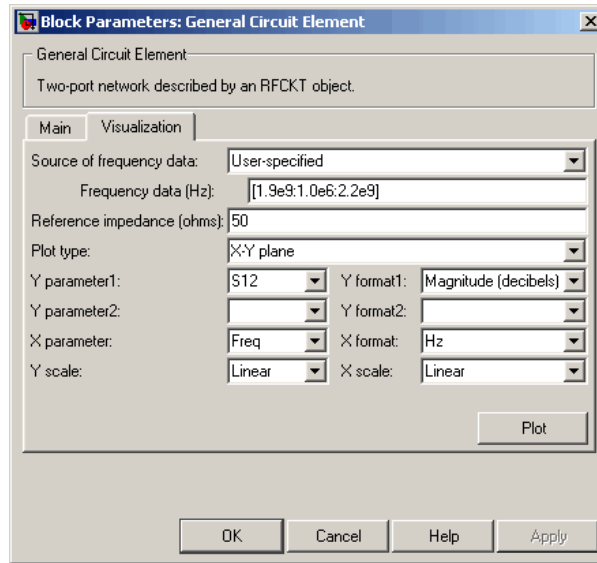 Block Parameters: General Circuit Element
General Circuit Element
Two-port network described by an RFCKT object.
Main Visualization
Source of frequency data: User-specified
Frequency data (Hz): [1.9e9:1.0e6:2.2e9]
Reference impedance (ohms): 50
Plot type: X-Y plane
Y parameter1: S12 Y format1: Magnitude (decibels)
Y parameter2: Y format2:
X parameter: Freq X format: Hz
Y scale: Linear X scale: Linear
Plot
OK Cancel Help Apply